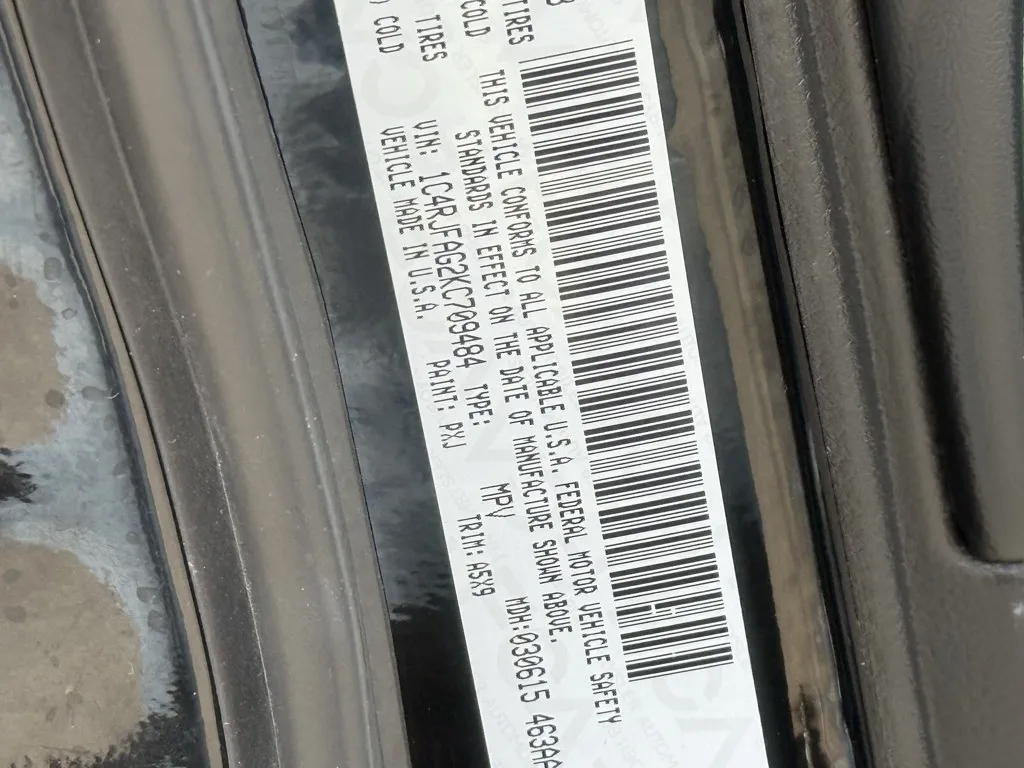 TIRES THIS VEHICLE CONFORMS TO ALL APPLICABLE U.S.A. FEDERAL MOTOR VEHICLE SAFETY
COLD STANDARDS IN EFFECT ON THE DATE OF MANUFACTURE SHOWN ABOVE.
TIRES VIN: 1C4RJFAG2KC709484 TYPE: MPV MDH:030615 463AA
COLD VEHICLE MADE IN U.S.A. PAINT: PXJ TRIM: A5X9